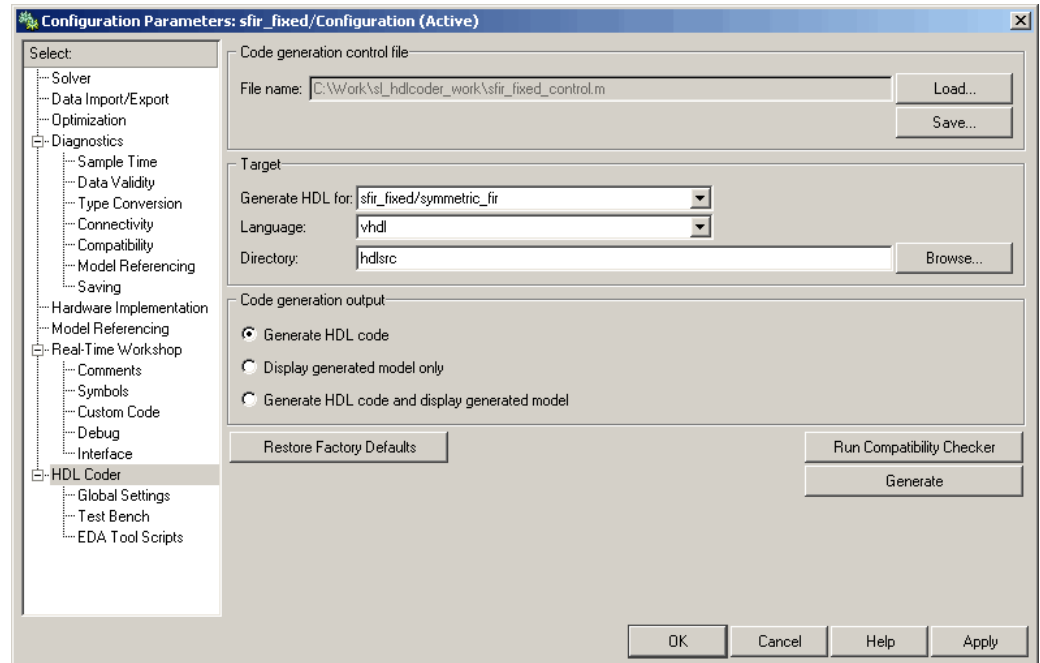 Configuration Parameters: sfir_fixed/Configuration (Active)
Select:
Solver
Data Import/Export
Optimization
Diagnostics
Sample Time
Data Validity
Type Conversion
Connectivity
Compatibility
Model Referencing
Saving
Hardware Implementation
Model Referencing
Real-Time Workshop
Comments
Symbols
Custom Code
Debug
Interface
HDL Coder
Global Settings
Test Bench
EDA Tool Scripts
Code generation control file
File name: C:\Work\sl_hdlcoder_work\sfir_fixed_control.m Load...
Save...
Target
Generate HDL for: sfir_fixed/symmetric_fir
Language: vhdl
Directory: hdlsrc Browse...
Code generation output
Generate HDL code
Display generated model only
Generate HDL code and display generated model
Restore Factory Defaults Run Compatibility Checker
Generate
OK Cancel Help Apply